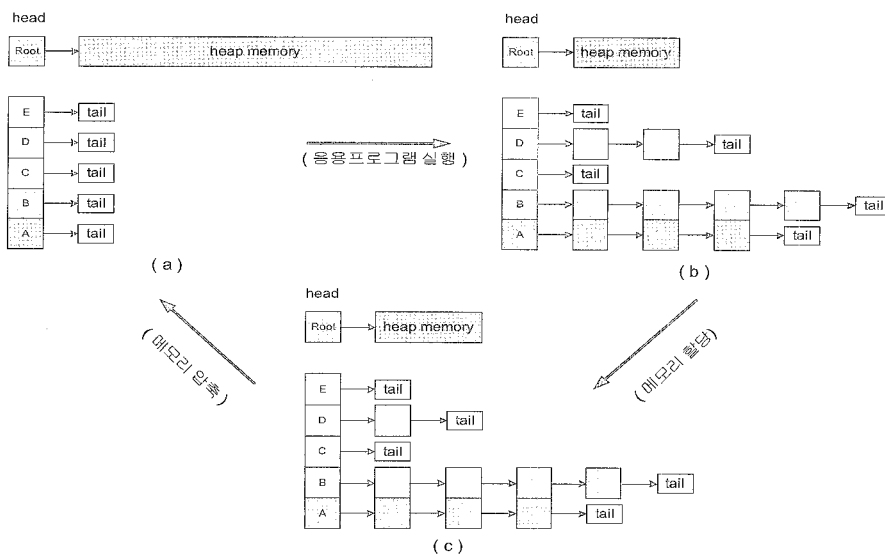 head
Root
heap memory
E
tail
D
tail
C
tail
B
tail
A
tail
( a )
( 응용프로그램 실행 )
head
Root
heap memory
E
tail
D
tail
C
tail
B
tail
A
tail
( b )
( 메모리 압축 )
( 메모리 할당 )
head
Root
heap memory
E
tail
D
tail
C
tail
B
tail
A
tail
( c )